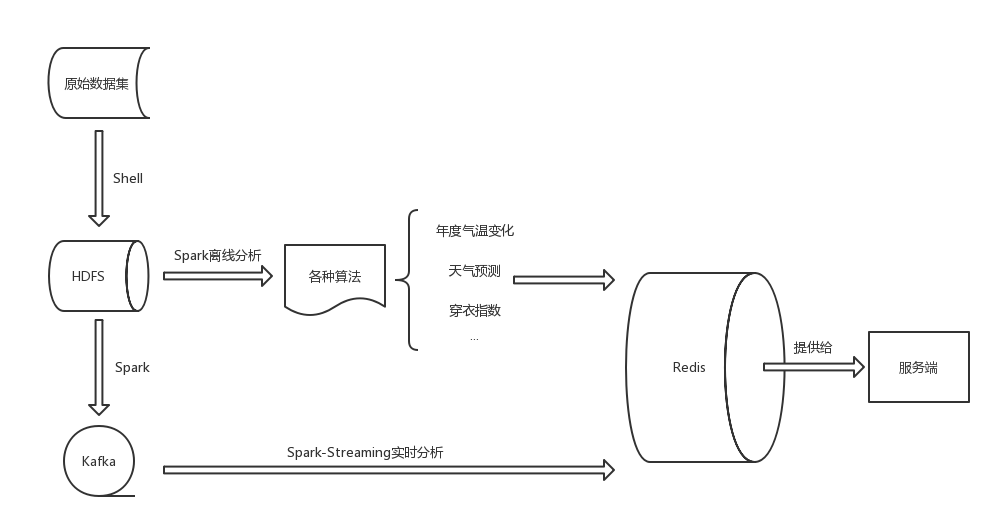 原始数据集
Shell
HDFS
Spark离线分析
各种算法
年度气温变化
天气预测
穿衣指数
...
Redis
提供给
服务端
Spark
Kafka
Spark-Streaming实时分析